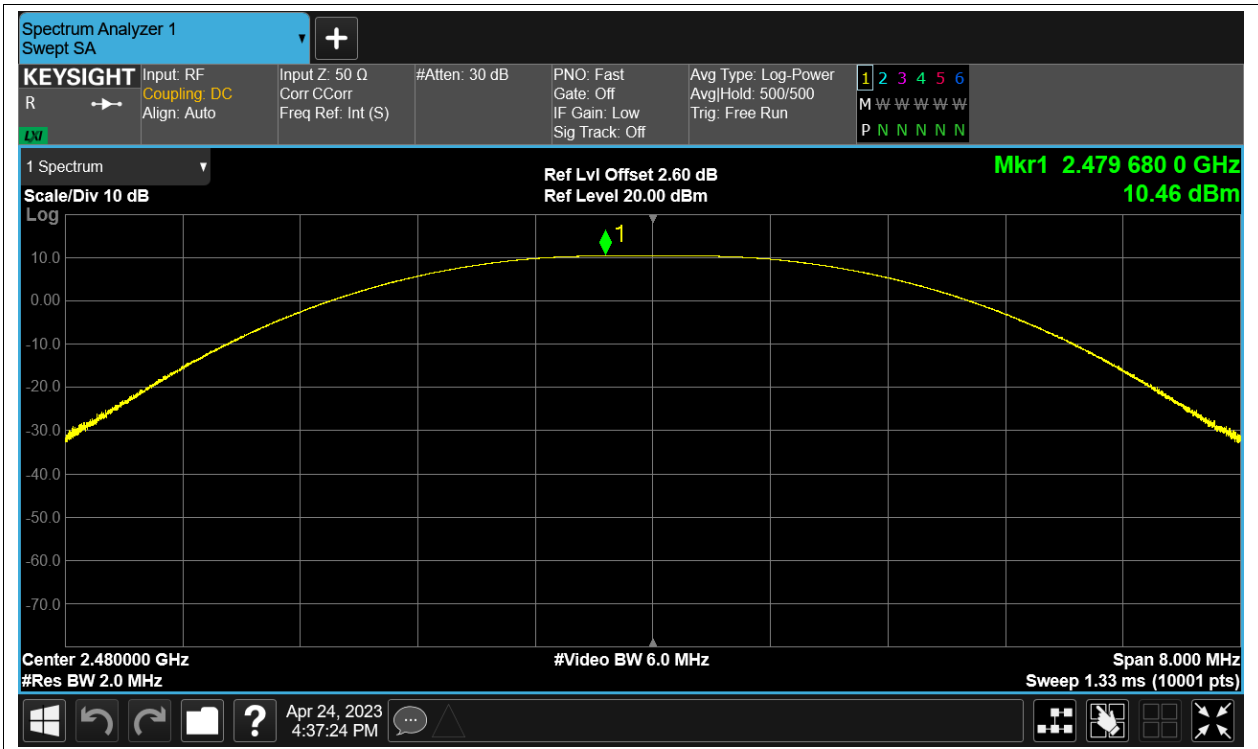 Spectrum Analyzer 1
Swept SA
KEYSIGHT
R
LXI
Input: RF
Coupling: DC
Align: Auto
Input Z: 50 Ω
Corr CCorr
Freq Ref: Int (S)
#Atten: 30 dB
PNO: Fast
Gate: Off
IF Gain: Low
Sig Track: Off
Avg Type: Log-Power
Avg|Hold: 500/500
Trig: Free Run
1 2 3 4 5 6
M W W W W W
P N N N N N
1 Spectrum
Scale/Div 10 dB
Ref Lvl Offset 2.60 dB
Ref Level 20.00 dBm
Mkr1 2.479 680 0 GHz
10.46 dBm
Log
1
10.0
0.00
-10.0
-20.0
-30.0
-40.0
-50.0
-60.0
-70.0
Center 2.480000 GHz
#Video BW 6.0 MHz
Span 8.000 MHz
#Res BW 2.0 MHz
Sweep 1.33 ms (10001 pts)
?
Apr 24, 2023
4:37:24 PM